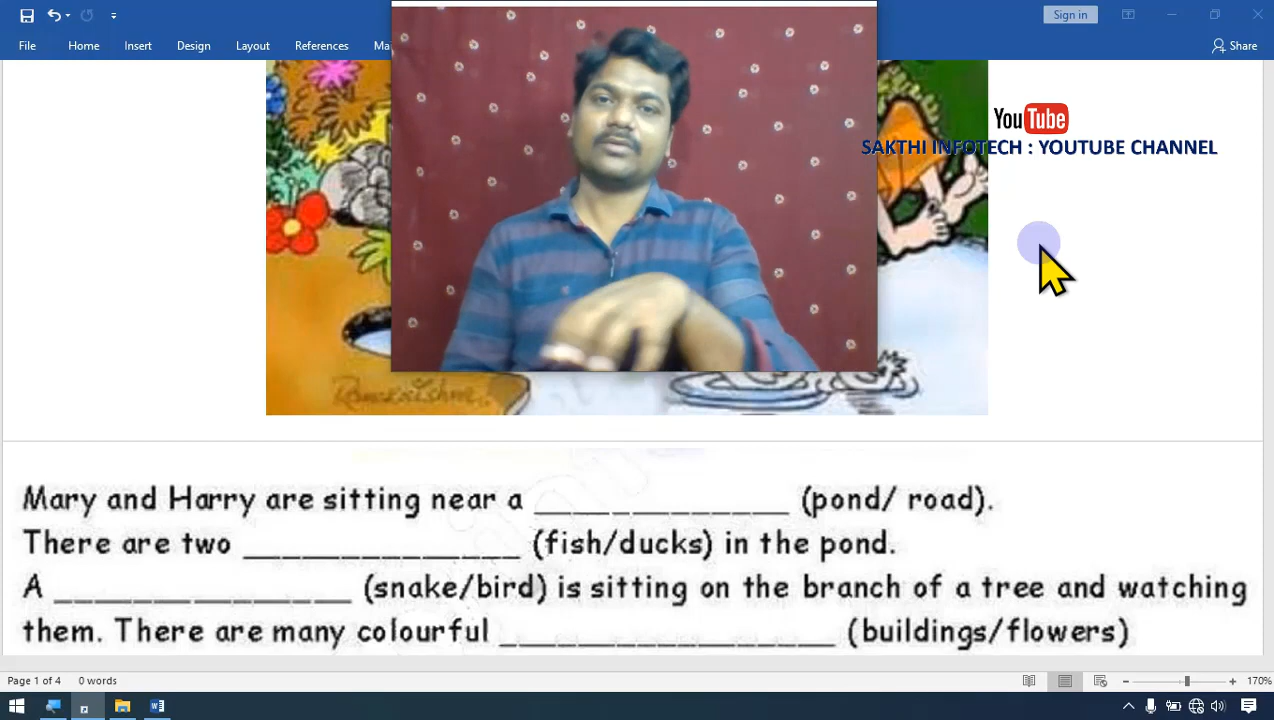 Sign in
File Home Insert Design Layout References Share
YouTube
SAKTHI INFOTECH : YOUTUBE CHANNEL
Mary and Harry are sitting near a _____________ (pond/ road).
There are two ______________ (fish/ducks) in the pond.
A _______________ (snake/bird) is sitting on the branch of a tree and watching
them. There are many colourful _________________ (buildings/flowers)
Page 1 of 4 0 words 170%